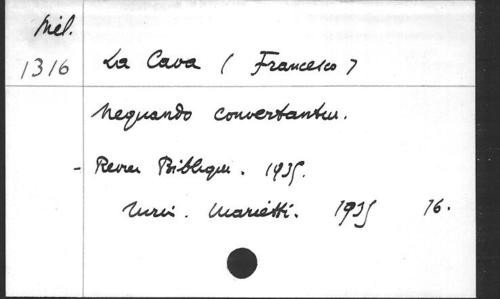 Mél.
1316 La Cava (Francesco)
Nequando convertantur.
- Revue Biblique. 1935.
Turin. Marietti. 1935 16.